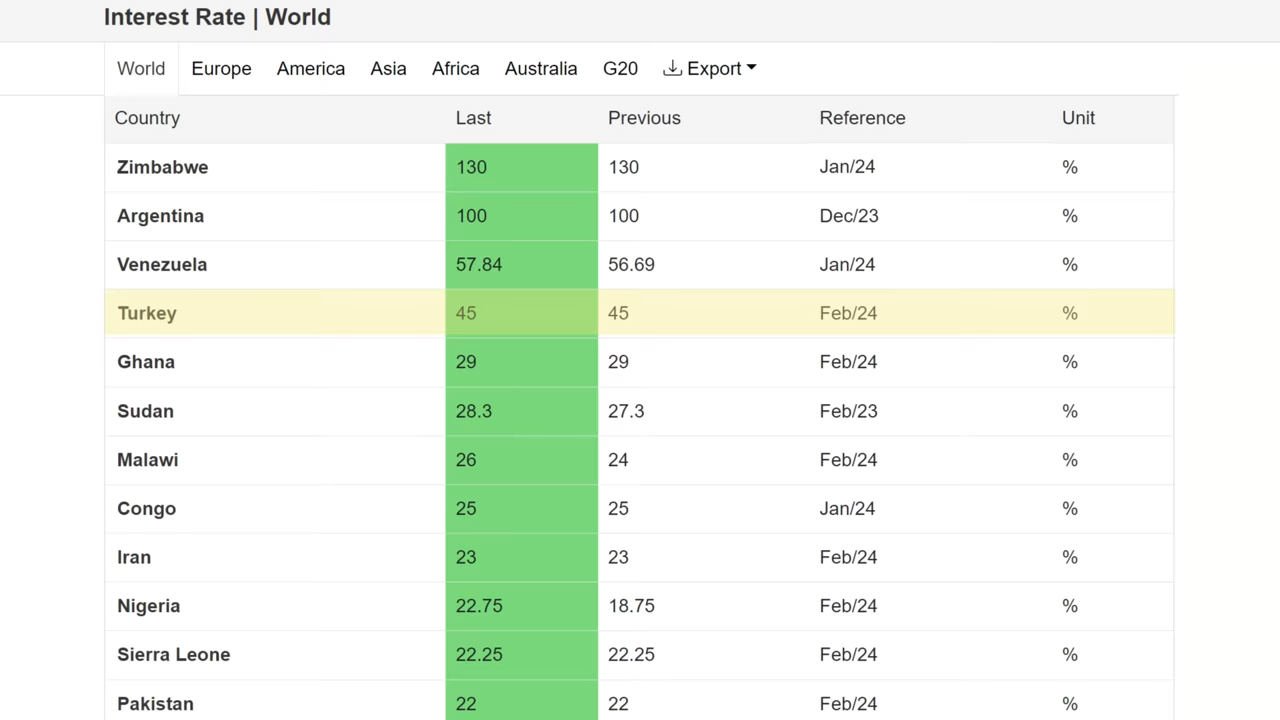 Interest Rate | World
World Europe America Asia Africa Australia G20 Export
Country Last Previous Reference Unit
Zimbabwe 130 130 Jan/24 %
Argentina 100 100 Dec/23 %
Venezuela 57.84 56.69 Jan/24 %
Turkey 45 45 Feb/24 %
Ghana 29 29 Feb/24 %
Sudan 28.3 27.3 Feb/23 %
Malawi 26 24 Feb/24 %
Congo 25 25 Jan/24 %
Iran 23 23 Feb/24 %
Nigeria 22.75 18.75 Feb/24 %
Sierra Leone 22.25 22.25 Feb/24 %
Pakistan 22 22 Feb/24 %